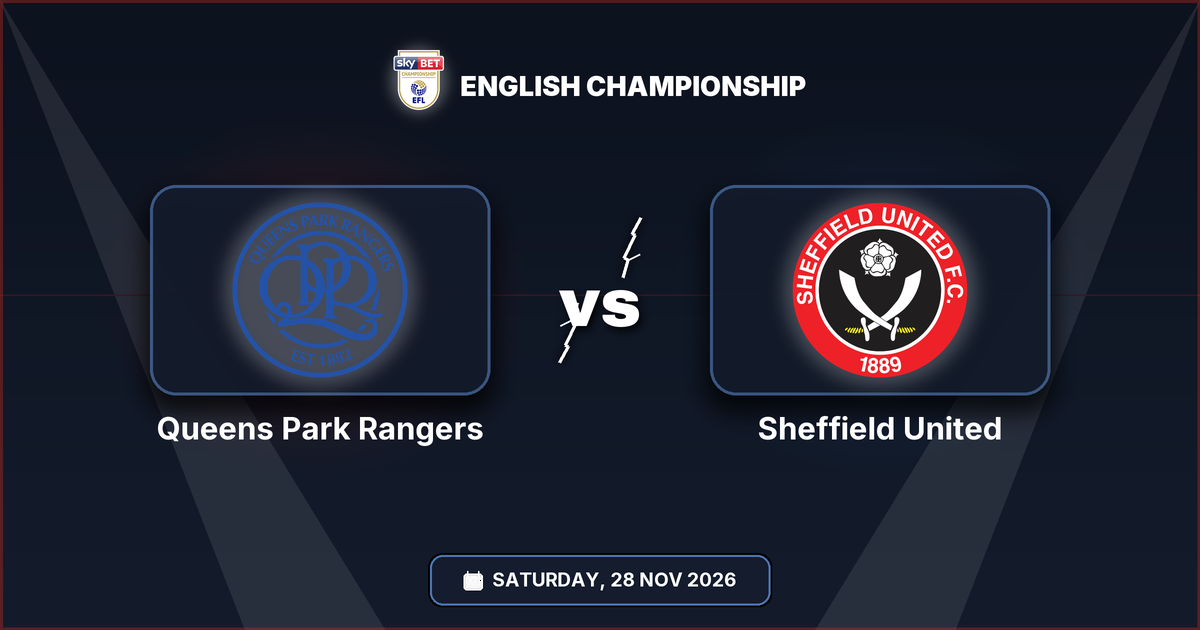 sky BET
CHAMPIONSHIP
EFL
ENGLISH CHAMPIONSHIP
QUEENS PARK RANGERS
QPR
EST 1882
VS
SHEFFIELD UNITED F.C.
1889
Queens Park Rangers
Sheffield United
SATURDAY, 28 NOV 2026